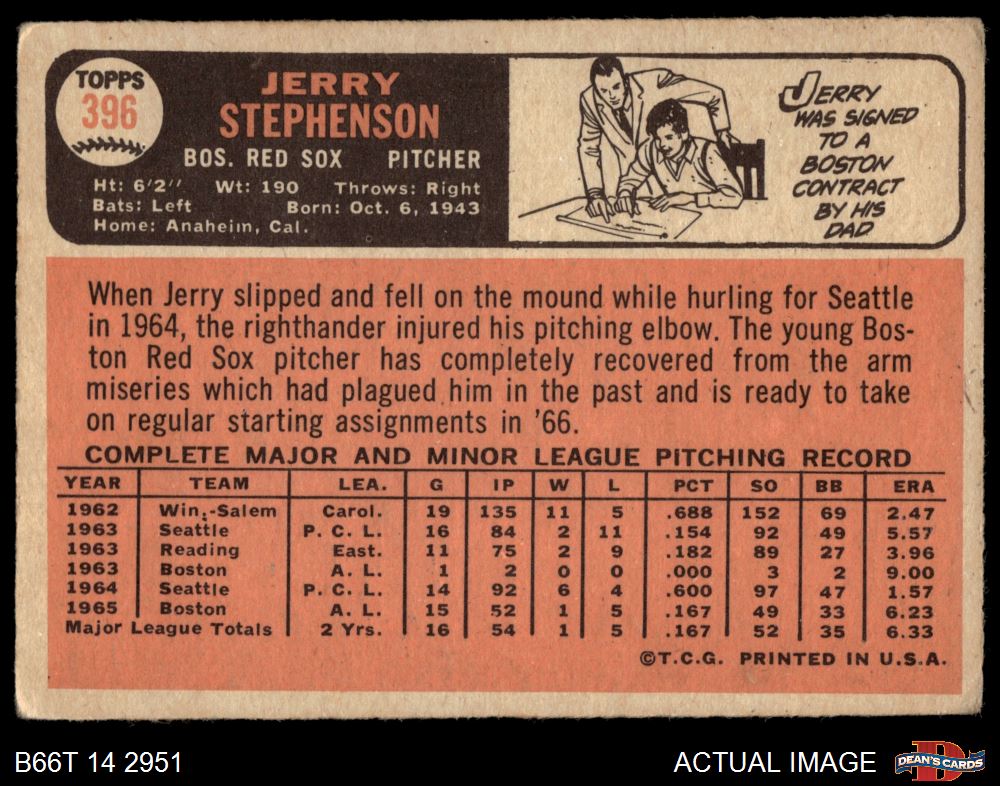 TOPPS
396
JERRY
STEPHENSON
BOS. RED SOX PITCHER
Ht: 6'2" Wt: 190 Throws: Right
Bats: Left Born: Oct. 6, 1943
Home: Anaheim, Cal.
JERRY
WAS SIGNED
TO A
BOSTON
CONTRACT
BY HIS
DAD
When Jerry slipped and fell on the mound while hurling for Seattle
in 1964, the righthander injured his pitching elbow. The young Bos-
ton Red Sox pitcher has completely recovered from the arm
miseries which had plagued him in the past and is ready to take
on regular starting assignments in '66.
COMPLETE MAJOR AND MINOR LEAGUE PITCHING RECORD
YEAR TEAM LEA. G IP W L PCT SO BB ERA
1962 Win.-Salem Carol. 19 135 11 5 .688 152 69 2.47
1963 Seattle P. C. L. 16 84 2 11 .154 92 49 5.57
1963 Reading East. 11 75 2 9 .182 89 27 3.96
1963 Boston A. L. 1 2 0 0 .000 3 2 9.00
1964 Seattle P. C. L. 14 92 6 4 .600 97 47 1.57
1965 Boston A. L. 15 52 1 5 .167 49 33 6.23
Major League Totals 2 Yrs. 16 54 1 5 .167 52 35 6.33
©T.C.G. PRINTED IN U.S.A.
B66T 14 2951
ACTUAL IMAGE
D
DEAN'S CARDS